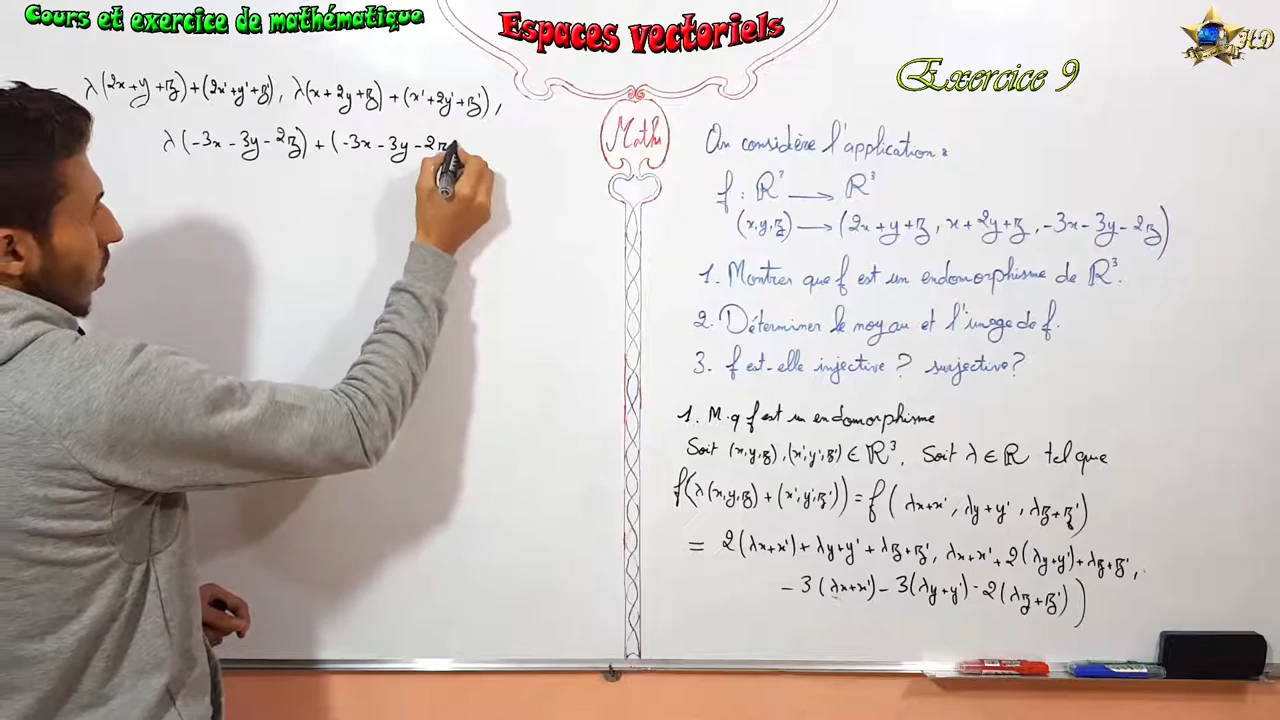 Cours et exercice de mathématique
Espaces vectoriels
HD
Exercice 9
λ(2x+y+z)+(2x'+y'+z'), λ(x+2y+z)+(x'+2y'+z'),
λ(-3x-3y-2z)+(-3x-3y-2z
Maths
On considère l'application :
f : ℝ³ → ℝ³
(x,y,z) → (2x+y+z, x+2y+z, -3x-3y-2z)
1. Montrer que f est un endomorphisme de ℝ³.
2. Déterminer le noyau et l'image de f.
3. f est-elle injective ? surjective ?
1. M.q f est un endomorphisme
Soit (x,y,z),(x',y',z') ∈ ℝ³. Soit λ ∈ ℝ tel que
f(λ(x,y,z)+(x',y',z')) = f(λx+x', λy+y', λz+z')
= 2(λx+x')+λy+y'+λz+z', λx+x'+2(λy+y')+λz+z',
-3(λx+x')-3(λy+y')-2(λz+z'))